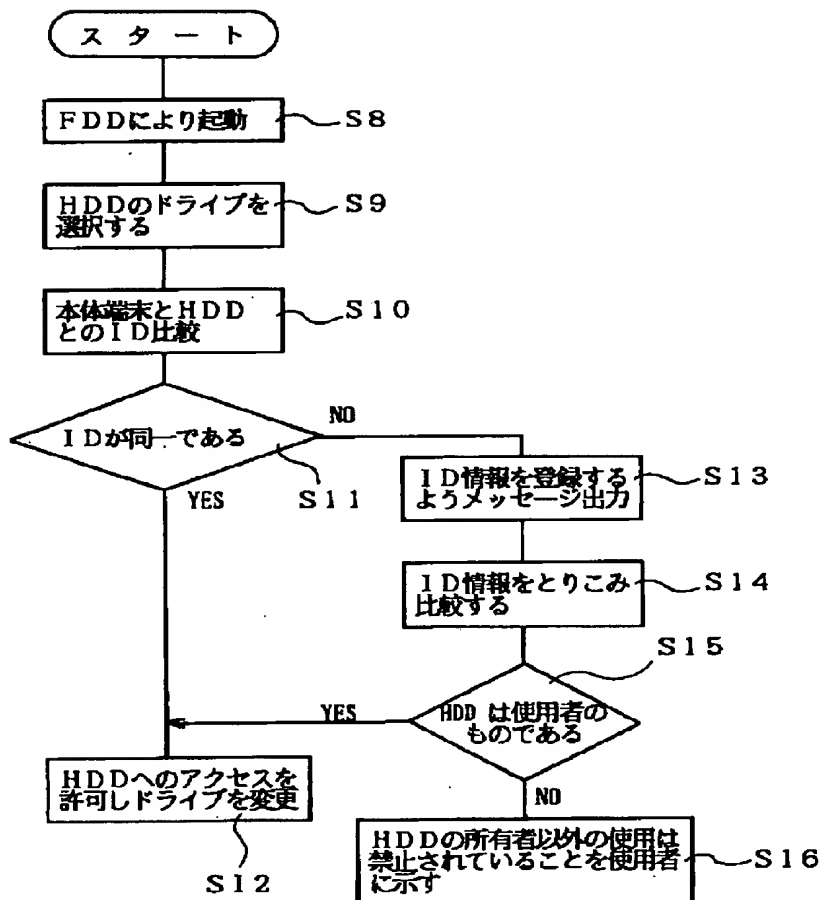 スタート
FDDにより起動
S8
HDDのドライブを
選択する
S9
本体端末とHDD
とのID比較
S10
IDが同一である
S11
NO
YES
ID情報を登録する
ようメッセージ出力
S13
ID情報をとりこみ
比較する
S14
S15
HDD は使用者の
ものである
YES
NO
HDDへのアクセスを
許可しドライブを変更
S12
HDDの所有者以外の使用は
禁止されていることを使用者
に示す
S16